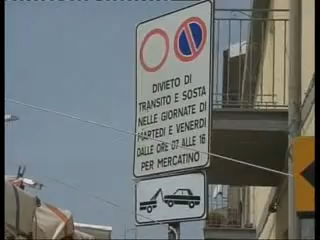 DIVIETO DI
TRANSITO E SOSTA
NELLE GIORNATE DI
MARTEDI E VENERDI
DALLE ORE 07 ALLE 16
PER MERCATINO